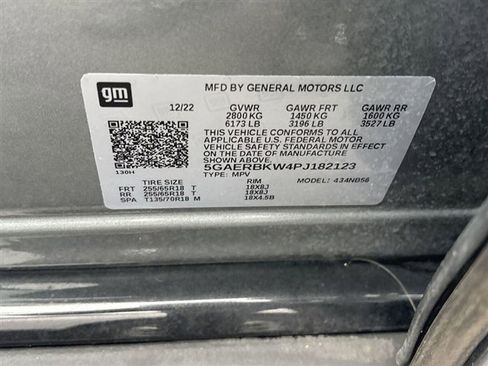 gm
MFD BY GENERAL MOTORS LLC
12/22 GVWR GAWR FRT GAWR RR
2800 KG 1450 KG 1600 KG
6173 LB 3196 LB 3527 LB
THIS VEHICLE CONFORMS TO ALL
APPLICABLE U.S. FEDERAL MOTOR
VEHICLE SAFETY STANDARDS IN EFFECT ON
THE DATE OF MANUFACTURE SHOWN ABOVE.
5GAERBKW4PJ182123
130H TYPE: MPV MODEL: 434NB56
TIRE SIZE RIM
FRT 255/65R18 T 18X8J
RR 255/65R18 T 18X8J
SPA T135/70R18 M 18X4.5B